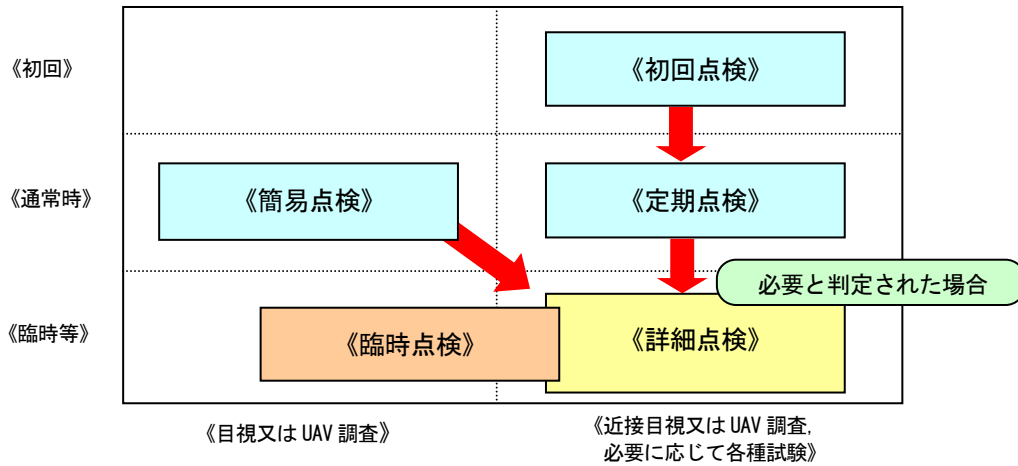 《初回》
《初回点検》
《通常時》
《簡易点検》
《定期点検》
必要と判定された場合
《臨時等》
《臨時点検》
《詳細点検》
《目視又は UAV 調査》
《近接目視又は UAV 調査,
必要に応じて各種試験》